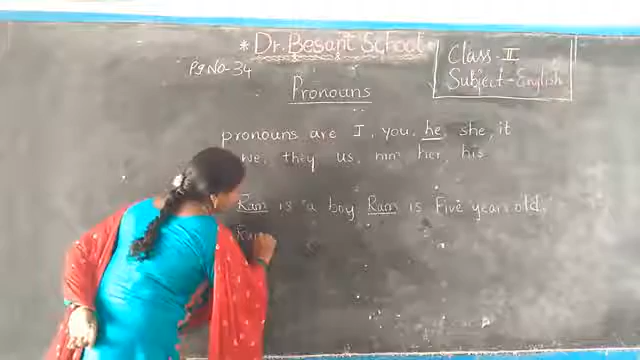 * Dr. Besant School *
Class - II
Pg No - 34
Subject - English
Pronouns
pronouns are I, you, he, she, it
we, they us, him her, his
Ram is a boy Ram is Five years old.
Ram